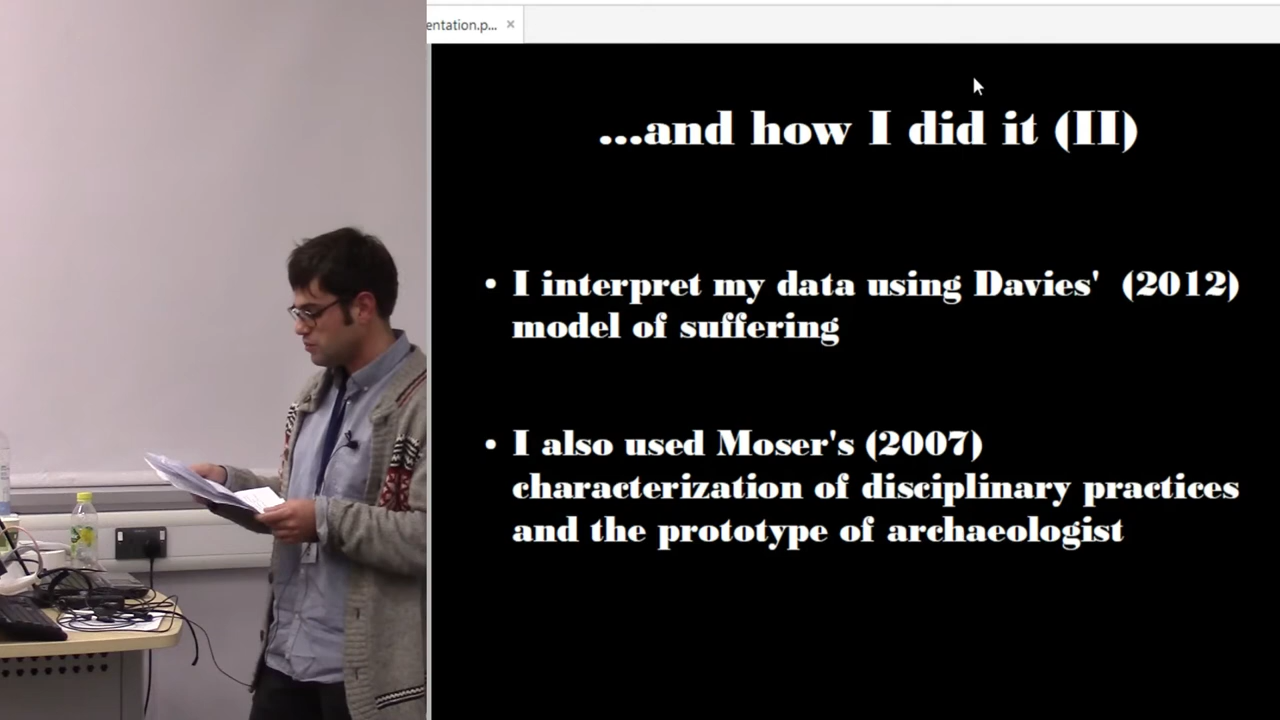 entation.p...
...and how I did it (II)
• I interpret my data using Davies' (2012)
model of suffering
• I also used Moser's (2007)
characterization of disciplinary practices
and the prototype of archaeologist